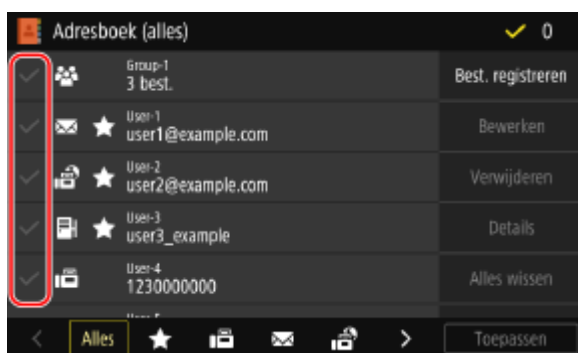 Adresboek (alles)
0
Group-1
3 best.
Best. registreren
User-1
user1@example.com
Bewerken
User-2
user2@example.com
Verwijderen
User-3
user3_example
Details
User-4
1230000000
Alles wissen
Alles
Toepassen